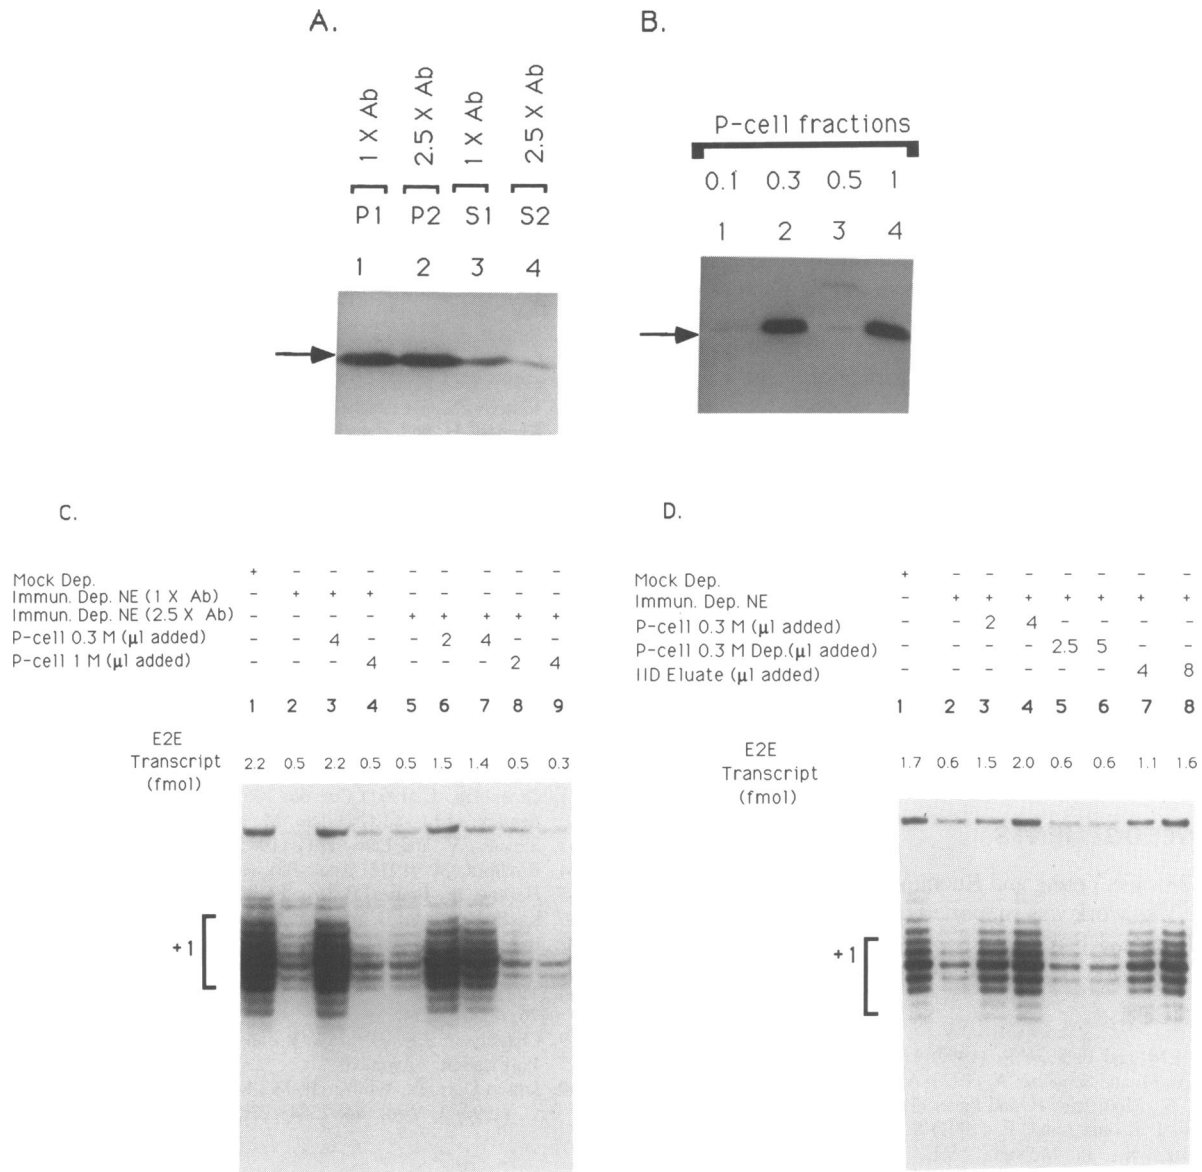 A.
1 X Ab 2.5 X Ab 1 X Ab 2.5 X Ab
P1 P2 S1 S2
1 2 3 4
B.
P-cell fractions
0.1 0.3 0.5 1
1 2 3 4
C.
Mock Dep. + - - - - - - - -
Immun. Dep. NE (1 X Ab) - + + + - - - - -
Immun. Dep. NE (2.5 X Ab) - - - - + + + + +
P-cell 0.3 M (µl added) - - 4 - - 2 4 - -
P-cell 1 M (µl added) - - - 4 - - - 2 4
1 2 3 4 5 6 7 8 9
E2E
Transcript 2.2 0.5 2.2 0.5 0.5 1.5 1.4 0.5 0.3
(fmol)
+1
D.
Mock Dep. + - - - - - - -
Immun. Dep. NE - + + + + + + +
P-cell 0.3 M (µl added) - - 2 4 - - - -
P-cell 0.3 M Dep.(µl added) - - - - 2.5 5 - -
IID Eluate (µl added) - - - - - - 4 8
1 2 3 4 5 6 7 8
E2E
Transcript 1.7 0.6 1.5 2.0 0.6 0.6 1.1 1.6
(fmol)
+1